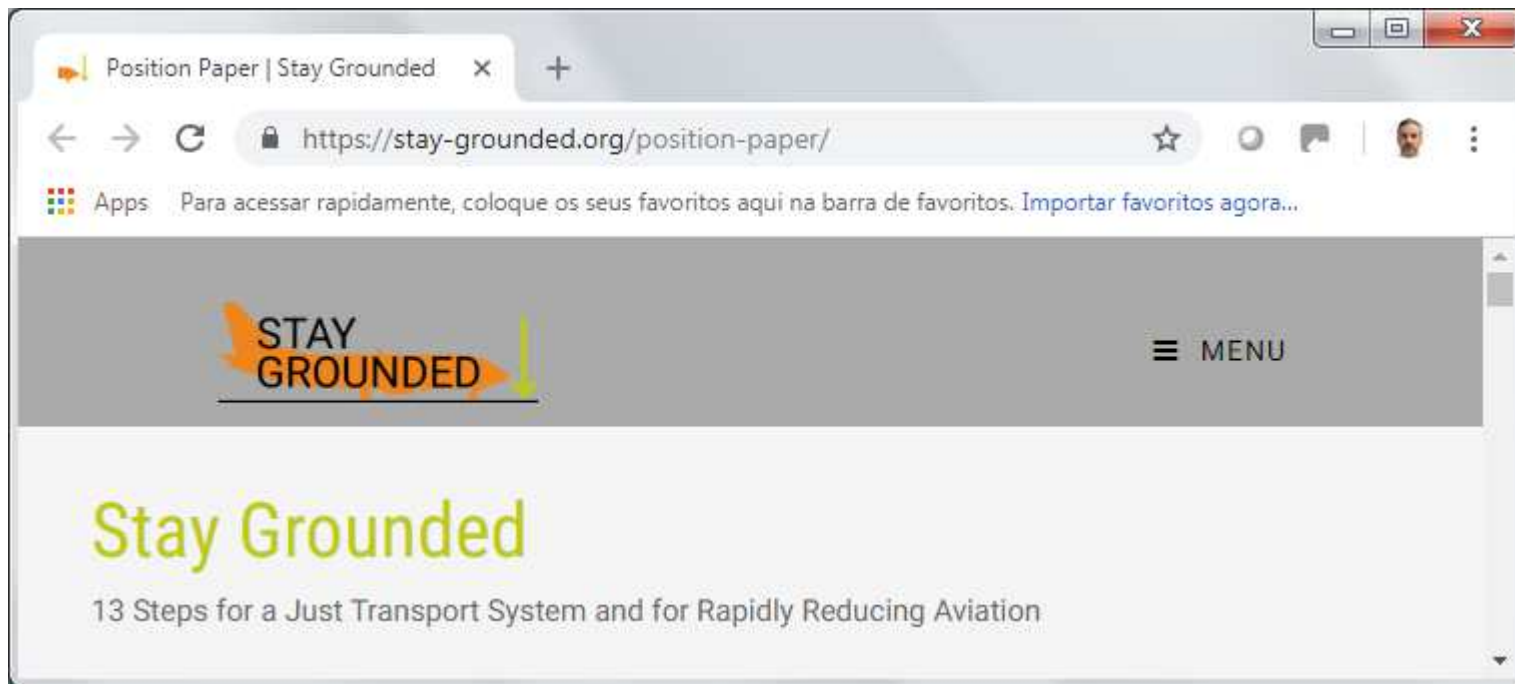 Position Paper | Stay Grounded
https://stay-grounded.org/position-paper/
Apps Para acessar rapidamente, coloque os seus favoritos aqui na barra de favoritos. Importar favoritos agora...
STAY
GROUNDED
MENU
Stay Grounded
13 Steps for a Just Transport System and for Rapidly Reducing Aviation